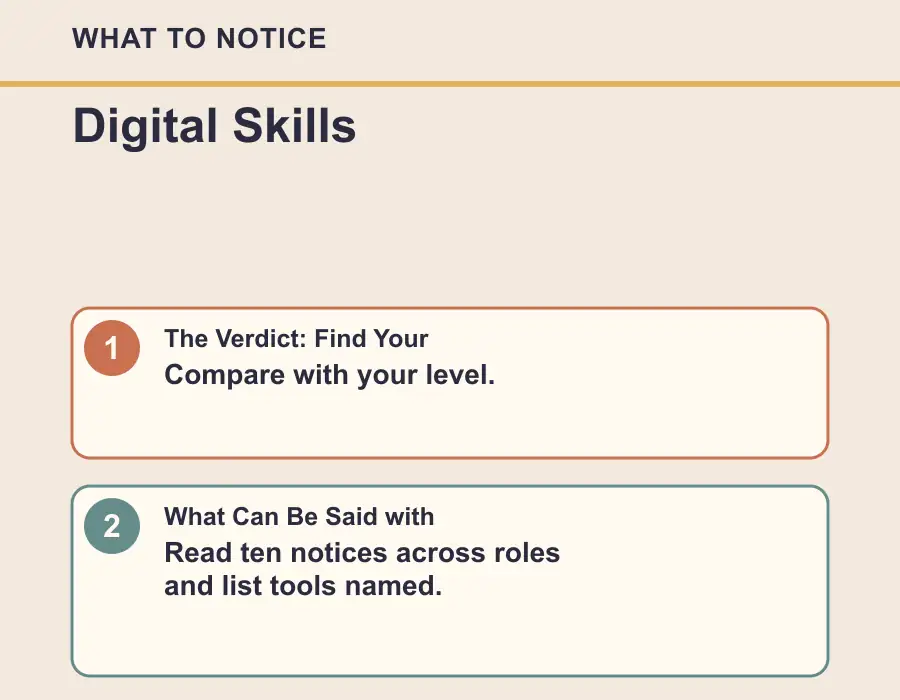 WHAT TO NOTICE
Digital Skills
1
The Verdict: Find Your
Compare with your level.
2
What Can Be Said with
Read ten notices across roles
and list tools named.